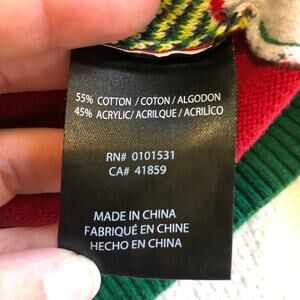 55% COTTON / COTON / ALGODON
45% ACRYLIC/ ACRILQUE / ACRILÍCO
RN# 0101531
CA# 41859
MADE IN CHINA
FABRIQUÉ EN CHINE
HECHO EN CHINA